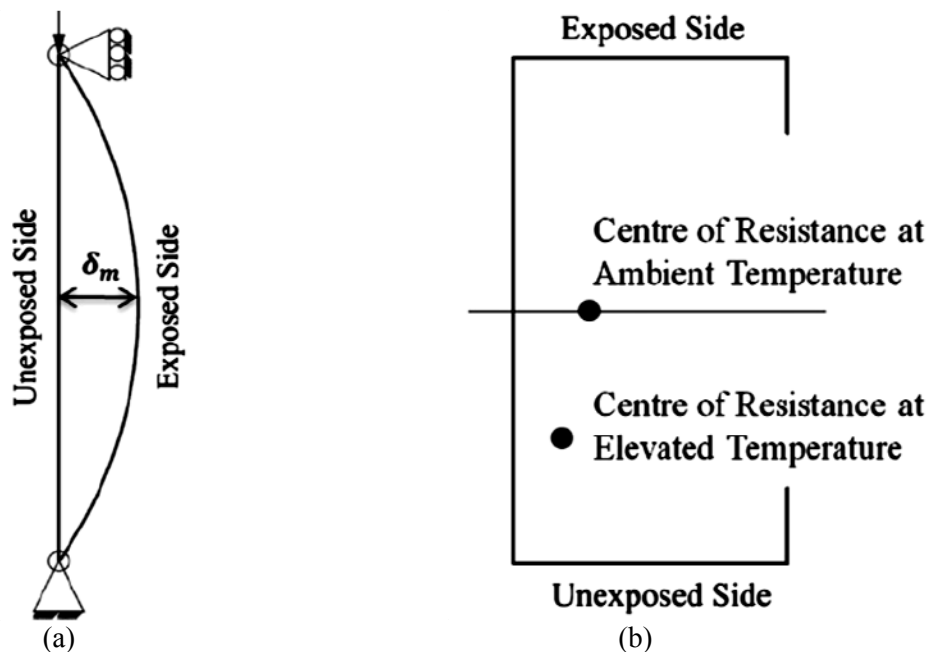 Unexposed Side
δm
Exposed Side
(a)
Exposed Side
Centre of Resistance at
Ambient Temperature
Centre of Resistance at
Elevated Temperature
Unexposed Side
(b)